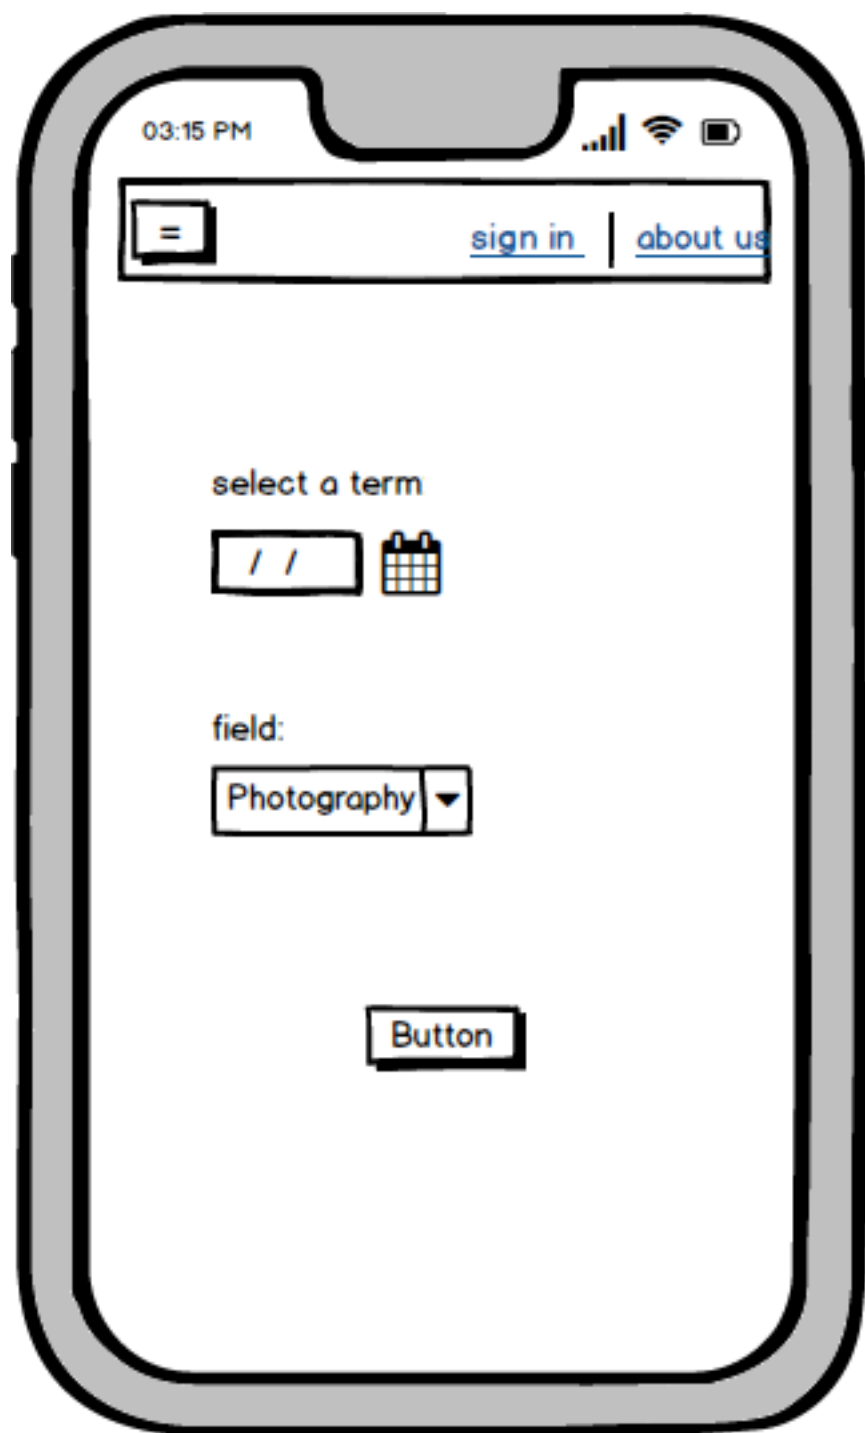 03:15 PM
= sign in about us
select a term
/ /
field:
Photography
Button